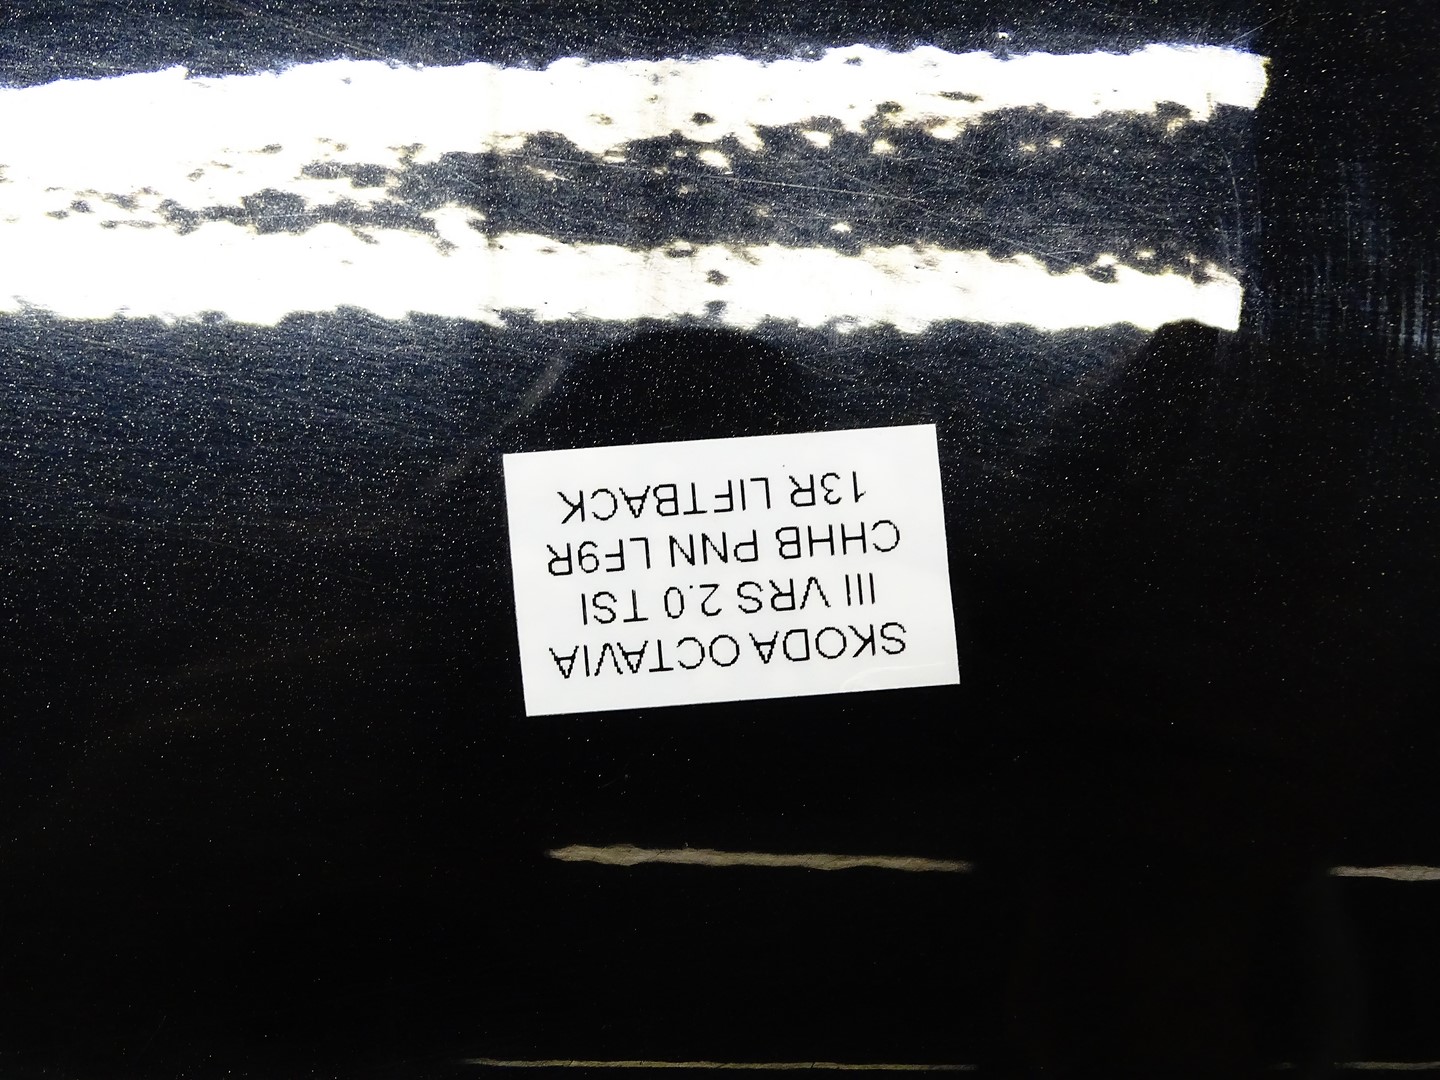 SKODA OCTAVIA
III VRS 2.0 TSI
CHHB PNN LF9R
13R LIFTBACK